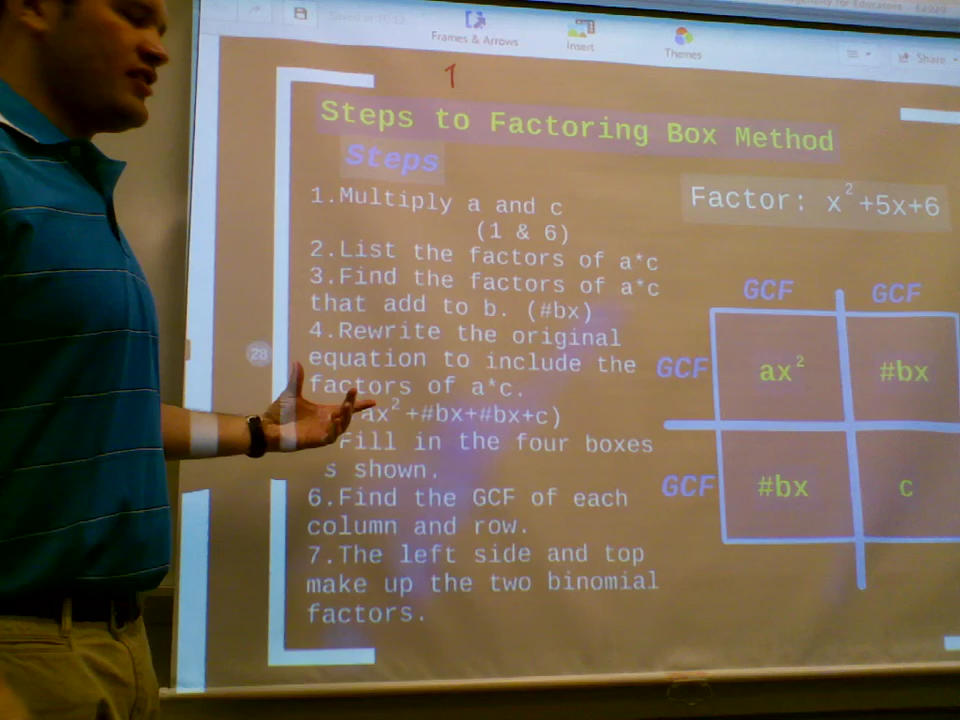 Frames & Arrows
Insert
Themes
Share
1
Steps to Factoring Box Method
Steps
1.Multiply a and c
(1 & 6)
2.List the factors of a*c
3.Find the factors of a*c
that add to b. (#bx)
4.Rewrite the original
equation to include the
factors of a*c.
ax²+#bx+#bx+c)
Fill in the four boxes
s shown.
6.Find the GCF of each
column and row.
7.The left side and top
make up the two binomial
factors.
28
Factor: x²+5x+6
GCF GCF
GCF ax² #bx
GCF #bx c